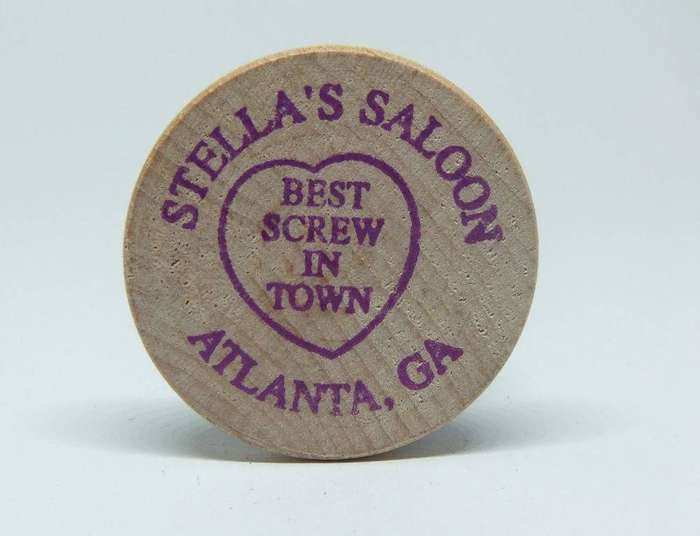 STELLA'S SALOON
BEST
SCREW
IN
TOWN
ATLANTA, GA